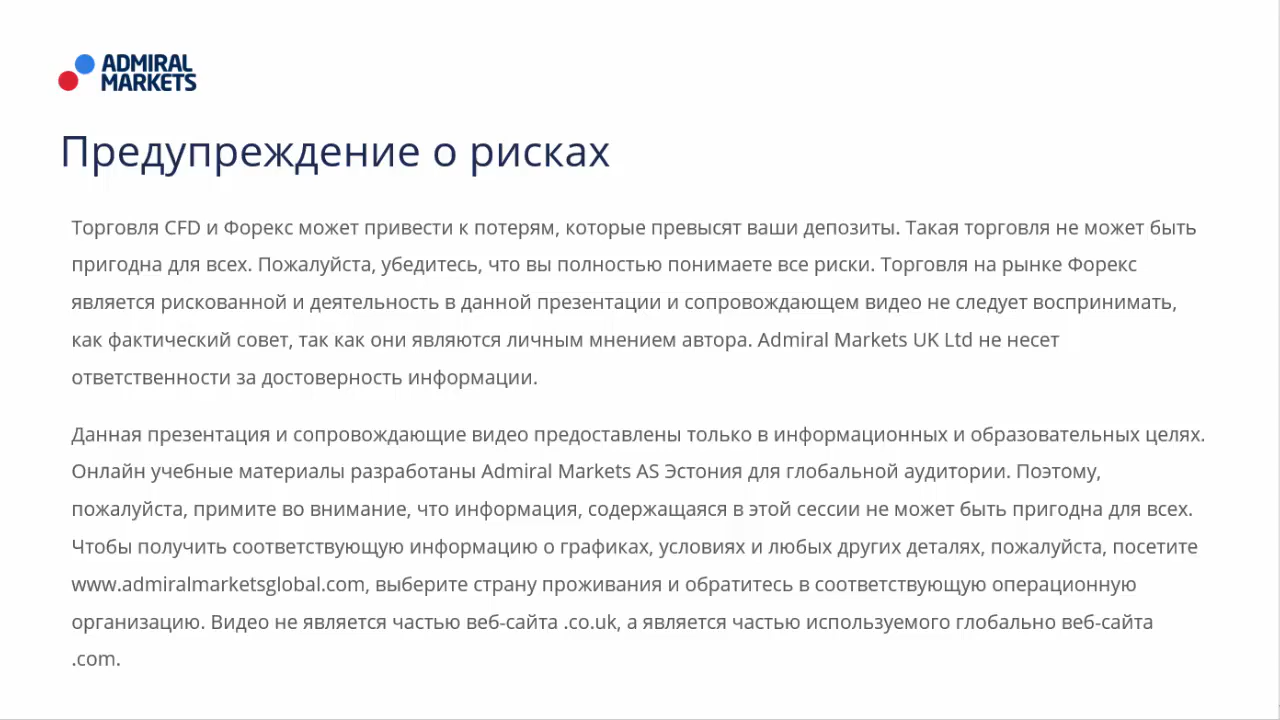 ADMIRAL
MARKETS
Предупреждение о рисках
Торговля CFD и Форекс может привести к потерям, которые превысят ваши депозиты. Такая торговля не может быть
пригодна для всех. Пожалуйста, убедитесь, что вы полностью понимаете все риски. Торговля на рынке Форекс
является рискованной и деятельность в данной презентации и сопровождающем видео не следует воспринимать,
как фактический совет, так как они являются личным мнением автора. Admiral Markets UK Ltd не несет
ответственности за достоверность информации.
Данная презентация и сопровождающие видео предоставлены только в информационных и образовательных целях.
Онлайн учебные материалы разработаны Admiral Markets AS Эстония для глобальной аудитории. Поэтому,
пожалуйста, примите во внимание, что информация, содержащаяся в этой сессии не может быть пригодна для всех.
Чтобы получить соответствующую информацию о графиках, условиях и любых других деталях, пожалуйста, посетите
www.admiralmarketsglobal.com, выберите страну проживания и обратитесь в соответствующую операционную
организацию. Видео не является частью веб-сайта .co.uk, а является частью используемого глобально веб-сайта
.com.